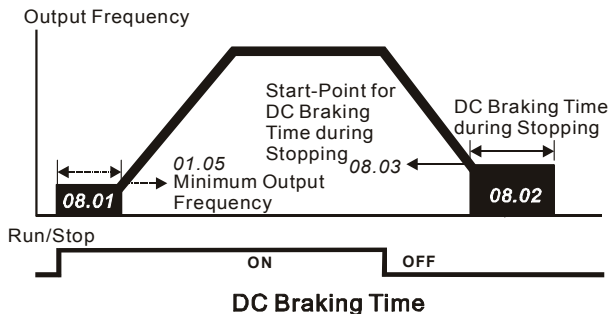 Output Frequency
Start-Point for
DC Braking
Time during
Stopping
08.03
DC Braking Time
during Stopping
01.05
Minimum Output
Frequency
08.01
08.02
Run/Stop
ON
OFF
DC Braking Time